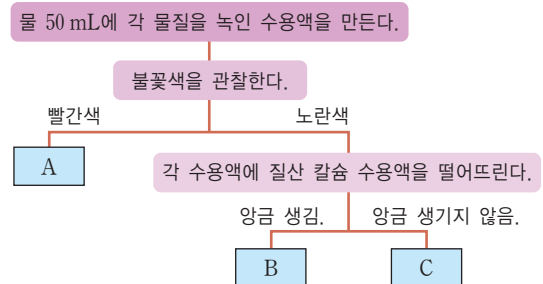 물 50 mL에 각 물질을 녹인 수용액을 만든다.
불꽃색을 관찰한다.
빨간색
노란색
A
각 수용액에 질산 칼슘 수용액을 떨어뜨린다.
앙금 생김.
앙금 생기지 않음.
B
C